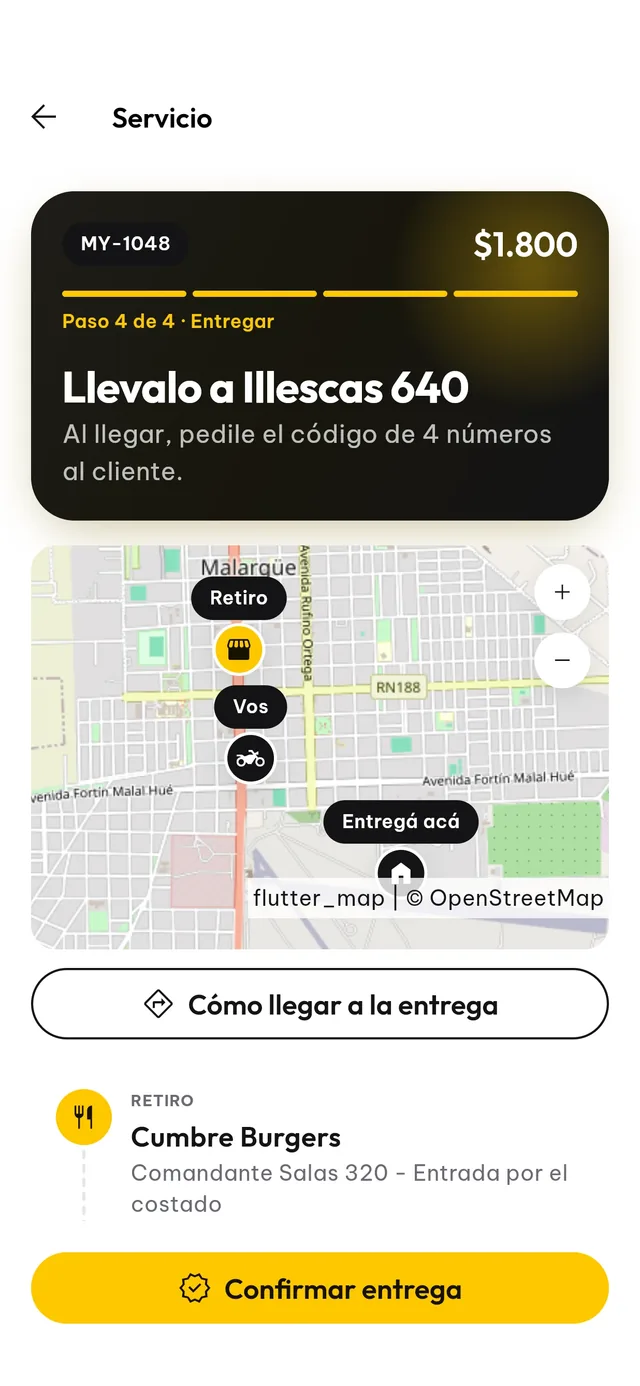 Servicio
MY-1048
$1.800
Paso 4 de 4 · Entregar
Llevalo a Illescas 640
Al llegar, pedile el código de 4 números
al cliente.
Malargüe
Retiro
Avenida Rufino Ortega
+
−
RN188
Vos
Avenida Fortín Malal Hué
venida Fortín Malal Hué
Entregá acá
flutter_map | © OpenStreetMap
Cómo llegar a la entrega
RETIRO
Cumbre Burgers
Comandante Salas 320 - Entrada por el
costado
Confirmar entrega